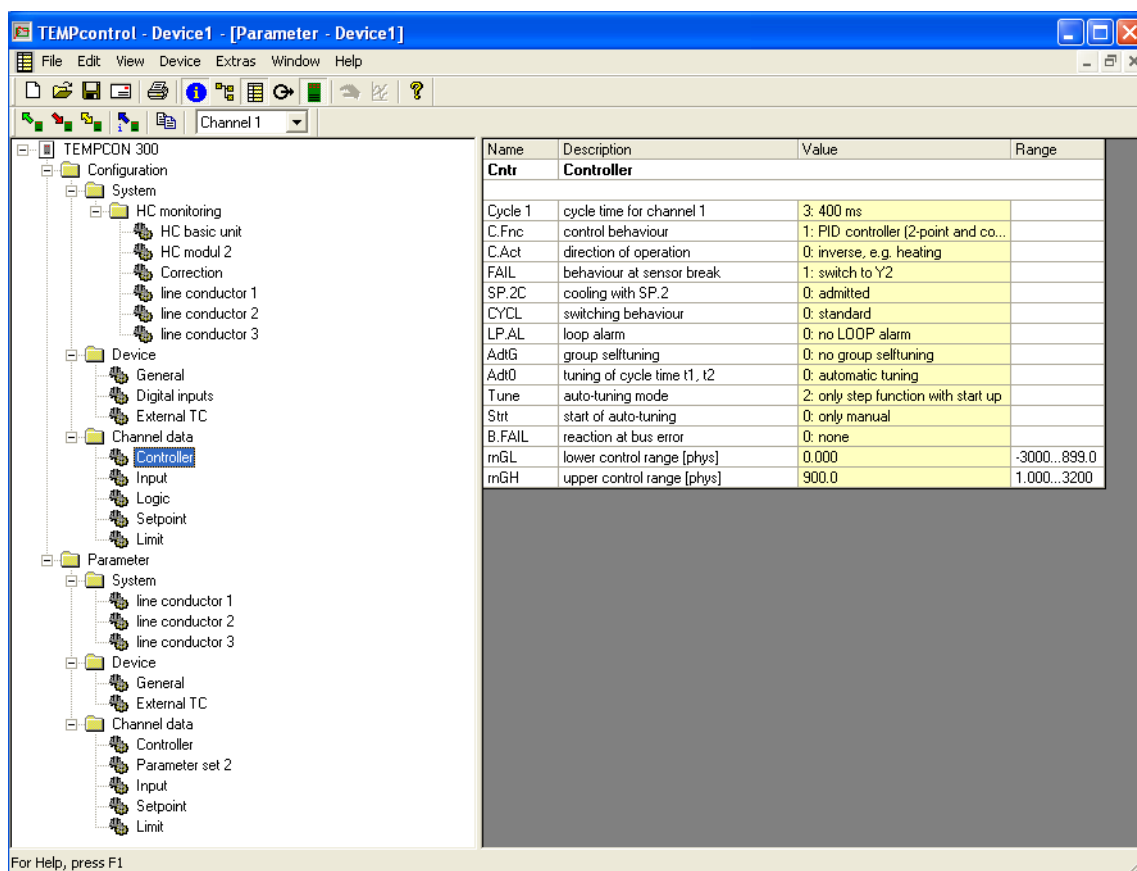 TEMPcontrol - Device1 - [Parameter - Device1]
File Edit View Device Extras Window Help
Channel 1
TEMPCON 300
Configuration
System
HC monitoring
HC basic unit
HC modul 2
Correction
line conductor 1
line conductor 2
line conductor 3
Device
General
Digital inputs
External TC
Channel data
Controller
Input
Logic
Setpoint
Limit
Parameter
System
line conductor 1
line conductor 2
line conductor 3
Device
General
External TC
Channel data
Controller
Parameter set 2
Input
Setpoint
Limit
Name Description Value Range
Cntr Controller
Cycle 1 cycle time for channel 1 3: 400 ms
C.Fnc control behaviour 1: PID controller (2-point and co...
C.Act direction of operation 0: inverse, e.g. heating
FAIL behaviour at sensor break 1: switch to Y2
SP.2C cooling with SP.2 0: admitted
CYCL switching behaviour 0: standard
LP.AL loop alarm 0: no LOOP alarm
AdtG group selftuning 0: no group selftuning
Adt0 tuning of cycle time t1, t2 0: automatic tuning
Tune auto-tuning mode 2: only step function with start up
Strt start of auto-tuning 0: only manual
B.FAIL reaction at bus error 0: none
rnGL lower control range [phys] 0.000 -3000...899.0
rnGH upper control range [phys] 900.0 1.000...3200
For Help, press F1